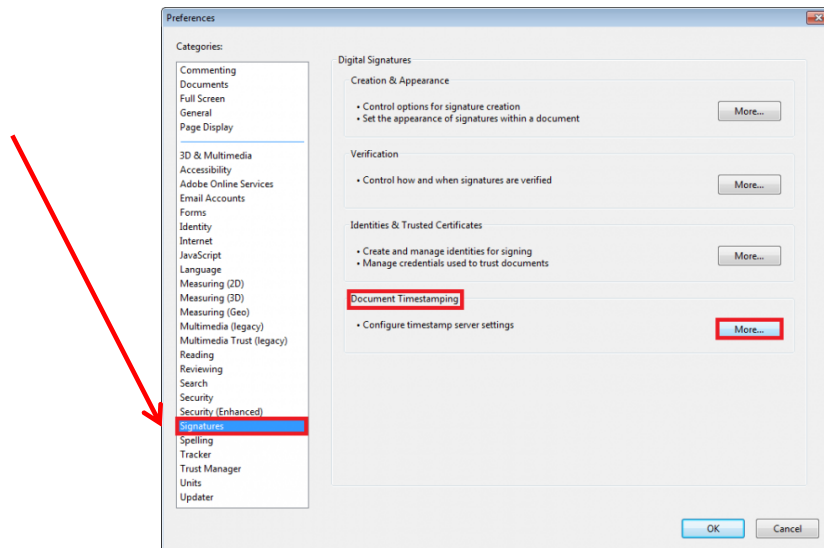 Preferences
Categories:
Commenting
Documents
Full Screen
General
Page Display
3D & Multimedia
Accessibility
Adobe Online Services
Email Accounts
Forms
Identity
Internet
JavaScript
Language
Measuring (2D)
Measuring (3D)
Measuring (Geo)
Multimedia (legacy)
Multimedia Trust (legacy)
Reading
Reviewing
Search
Security
Security (Enhanced)
Signatures
Spelling
Tracker
Trust Manager
Units
Updater
Digital Signatures
Creation & Appearance
• Control options for signature creation
• Set the appearance of signatures within a document
More...
Verification
• Control how and when signatures are verified
More...
Identities & Trusted Certificates
• Create and manage identities for signing
• Manage credentials used to trust documents
More...
Document Timestamping
• Configure timestamp server settings
More...
OK
Cancel